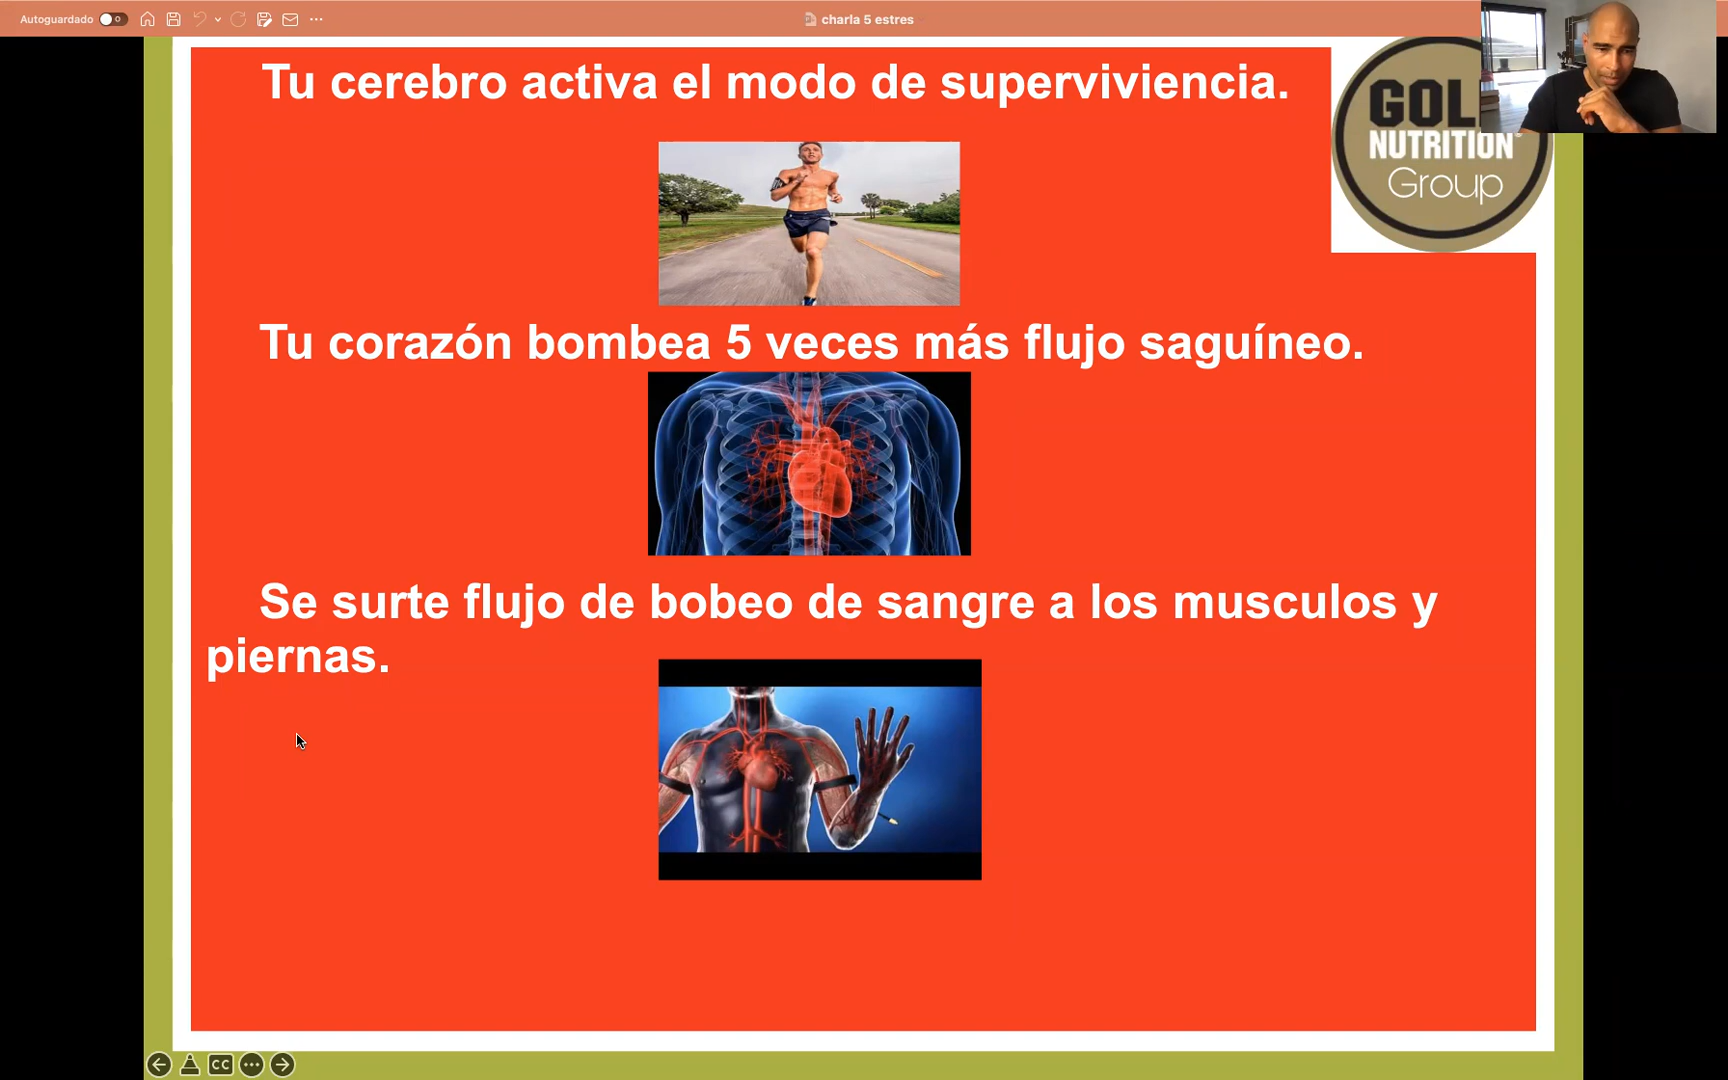 Autoguardado
charla 5 estres
Tu cerebro activa el modo de superviviencia.
GOL
NUTRITION
Group
Tu corazón bombea 5 veces más flujo saguíneo.
Se surte flujo de bobeo de sangre a los musculos y
piernas.
CC